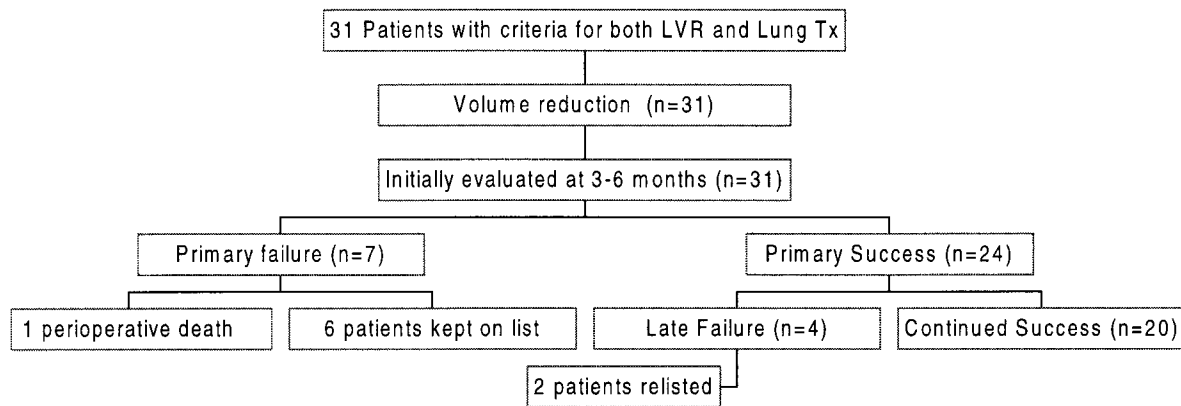 31 Patients with criteria for both LVR and Lung Tx
Volume reduction (n=31)
Initially evaluated at 3-6 months (n=31)
Primary failure (n=7)
Primary Success (n=24)
1 perioperative death
6 patients kept on list
Late Failure (n=4)
Continued Success (n=20)
2 patients relisted